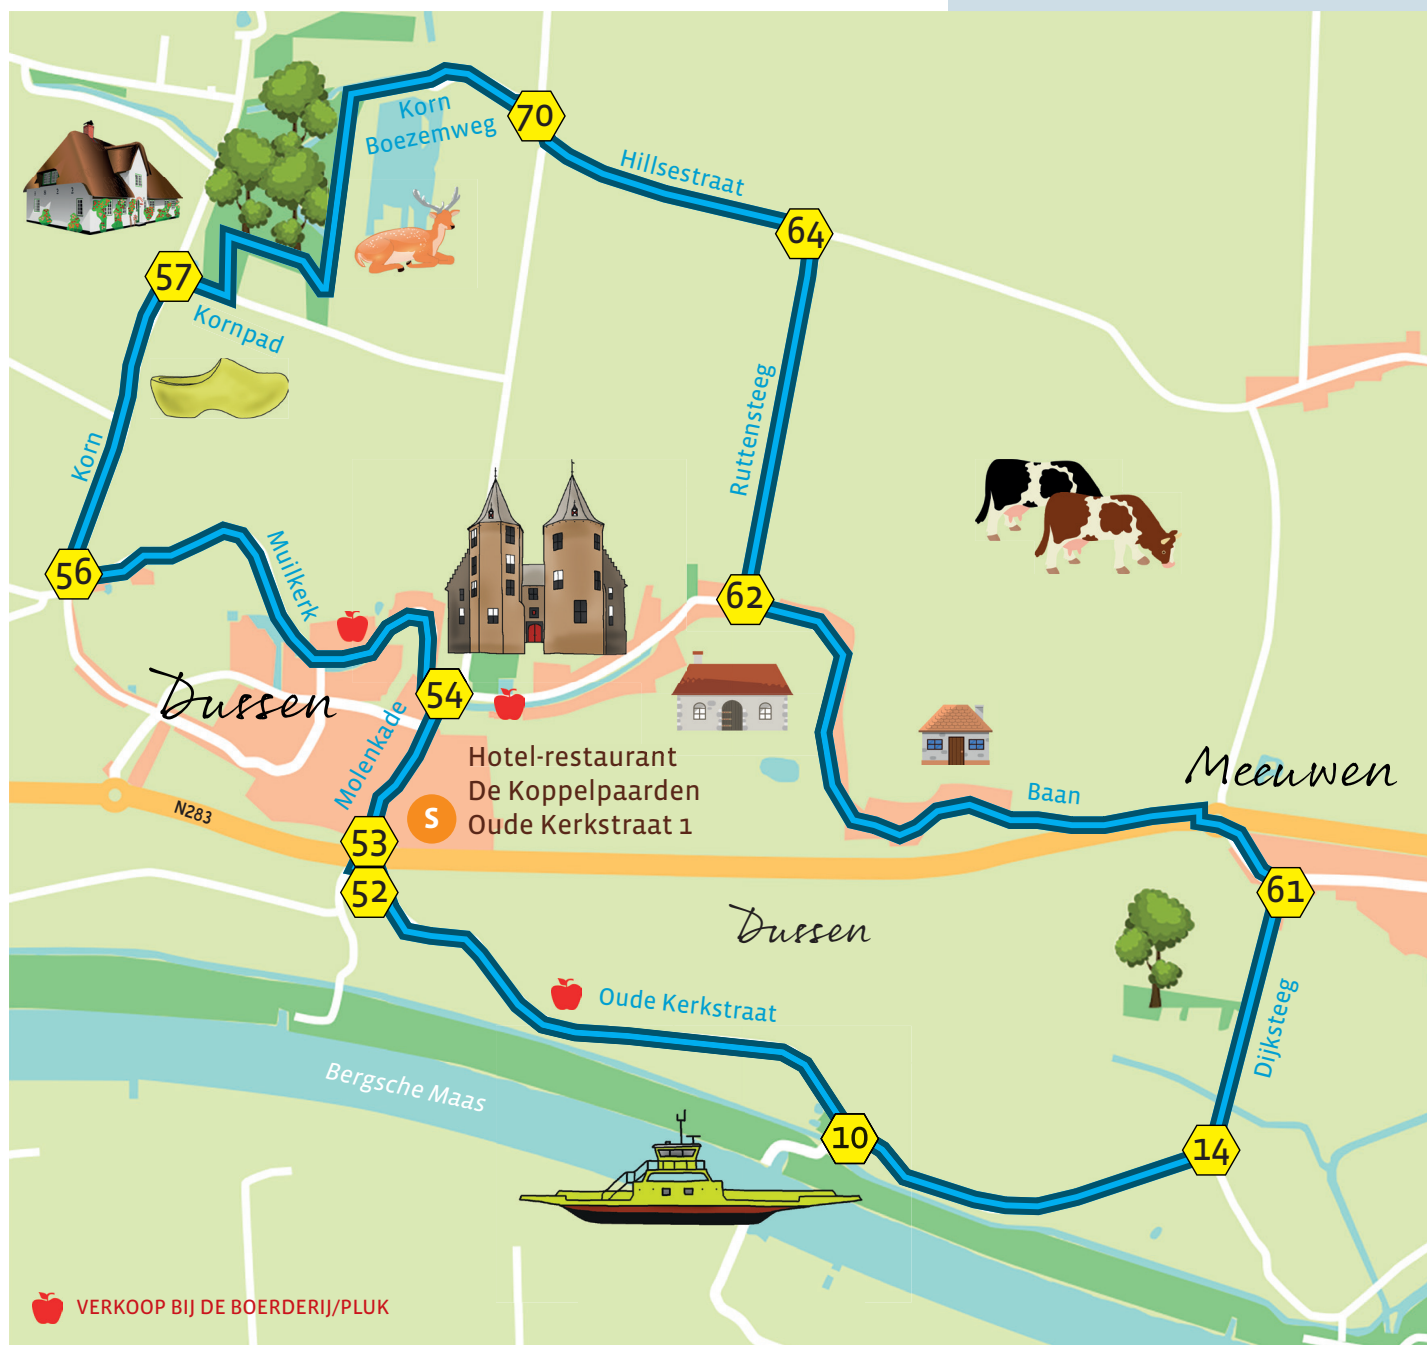 Korn
Boezemweg
70
Hillsestraat
64
57
Kornpad
Ruttensteeg
Korn
Muilkerk
56
62
54
Dussen
Molenkade
Hotel-restaurant
De Koppelpaarden
Oude Kerkstraat 1
S
N283
Baan
Meeuwen
53
52
61
Dussen
Oude Kerkstraat
Dijksteeg
Bergsche Maas
10
14
VERKOOP BIJ DE BOERDERIJ/PLUK